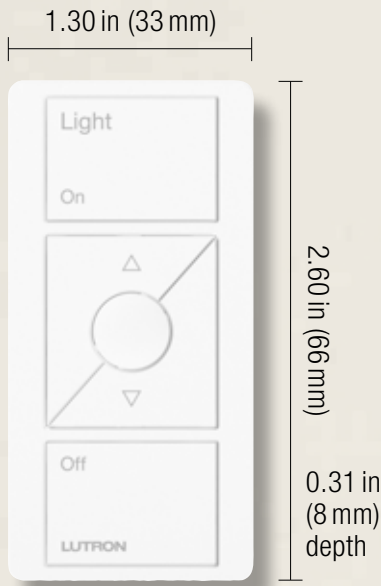 1.30 in (33 mm)
Light
On
Off
LUTRON
2.60 in (66 mm)
0.31 in
(8 mm)
depth